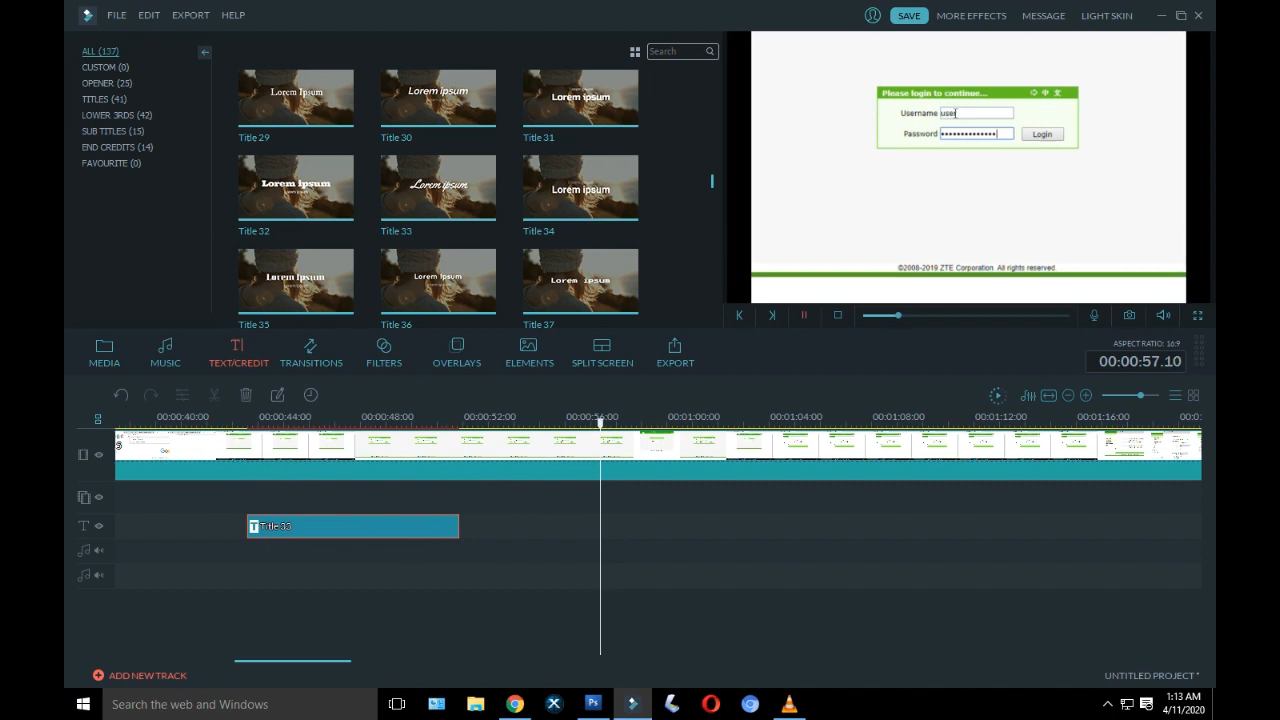 FILE EDIT EXPORT HELP
SAVE MORE EFFECTS MESSAGE LIGHT SKIN
ALL (137)
CUSTOM (0)
OPENER (25)
TITLES (41)
LOWER 3RDS (42)
SUB TITLES (15)
END CREDITS (14)
FAVOURITE (0)
Search
Lorem Ipsum
Lorem ipsum
Lorem ipsum
Title 29
Title 30
Title 31
Lorem Ipsum
Lorem ipsum
Lorem ipsum
Title 32
Title 33
Title 34
Lorem Ipsum
Lorem Ipsum
Lorem ipsum
Title 35
Title 36
Title 37
Please login to continue... 中 文
Username user
Password •••••••••••••• Login
©2008-2019 ZTE Corporation. All rights reserved.
MEDIA
MUSIC
TEXT/CREDIT
TRANSITIONS
FILTERS
OVERLAYS
ELEMENTS
SPLIT SCREEN
EXPORT
ASPECT RATIO: 16:9
00:00:57.10
00:00:40:00 00:00:44:00 00:00:48:00 00:00:52:00 00:00:56:00 00:01:00:00 00:01:04:00 00:01:08:00 00:01:12:00 00:01:16:00 00:0
T Title 33
ADD NEW TRACK
UNTITLED PROJECT *
Search the web and Windows
1:13 AM
4/11/2020